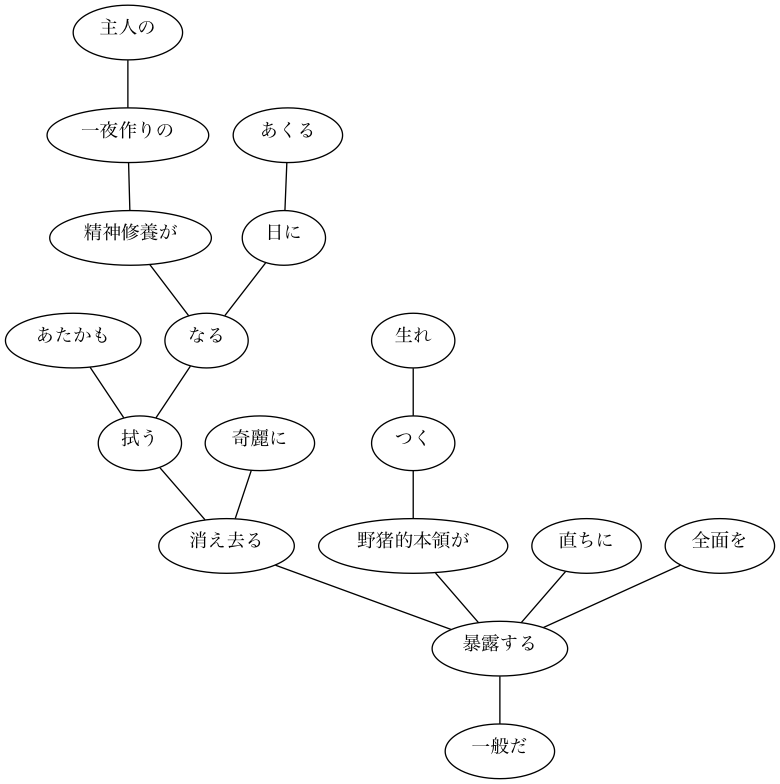 主人の
一夜作りの
あくる
精神修養が
日に
あたかも
なる
生れ
拭う
奇麗に
つく
消え去る
野猪的本領が
直ちに
全面を
暴露する
一般だ